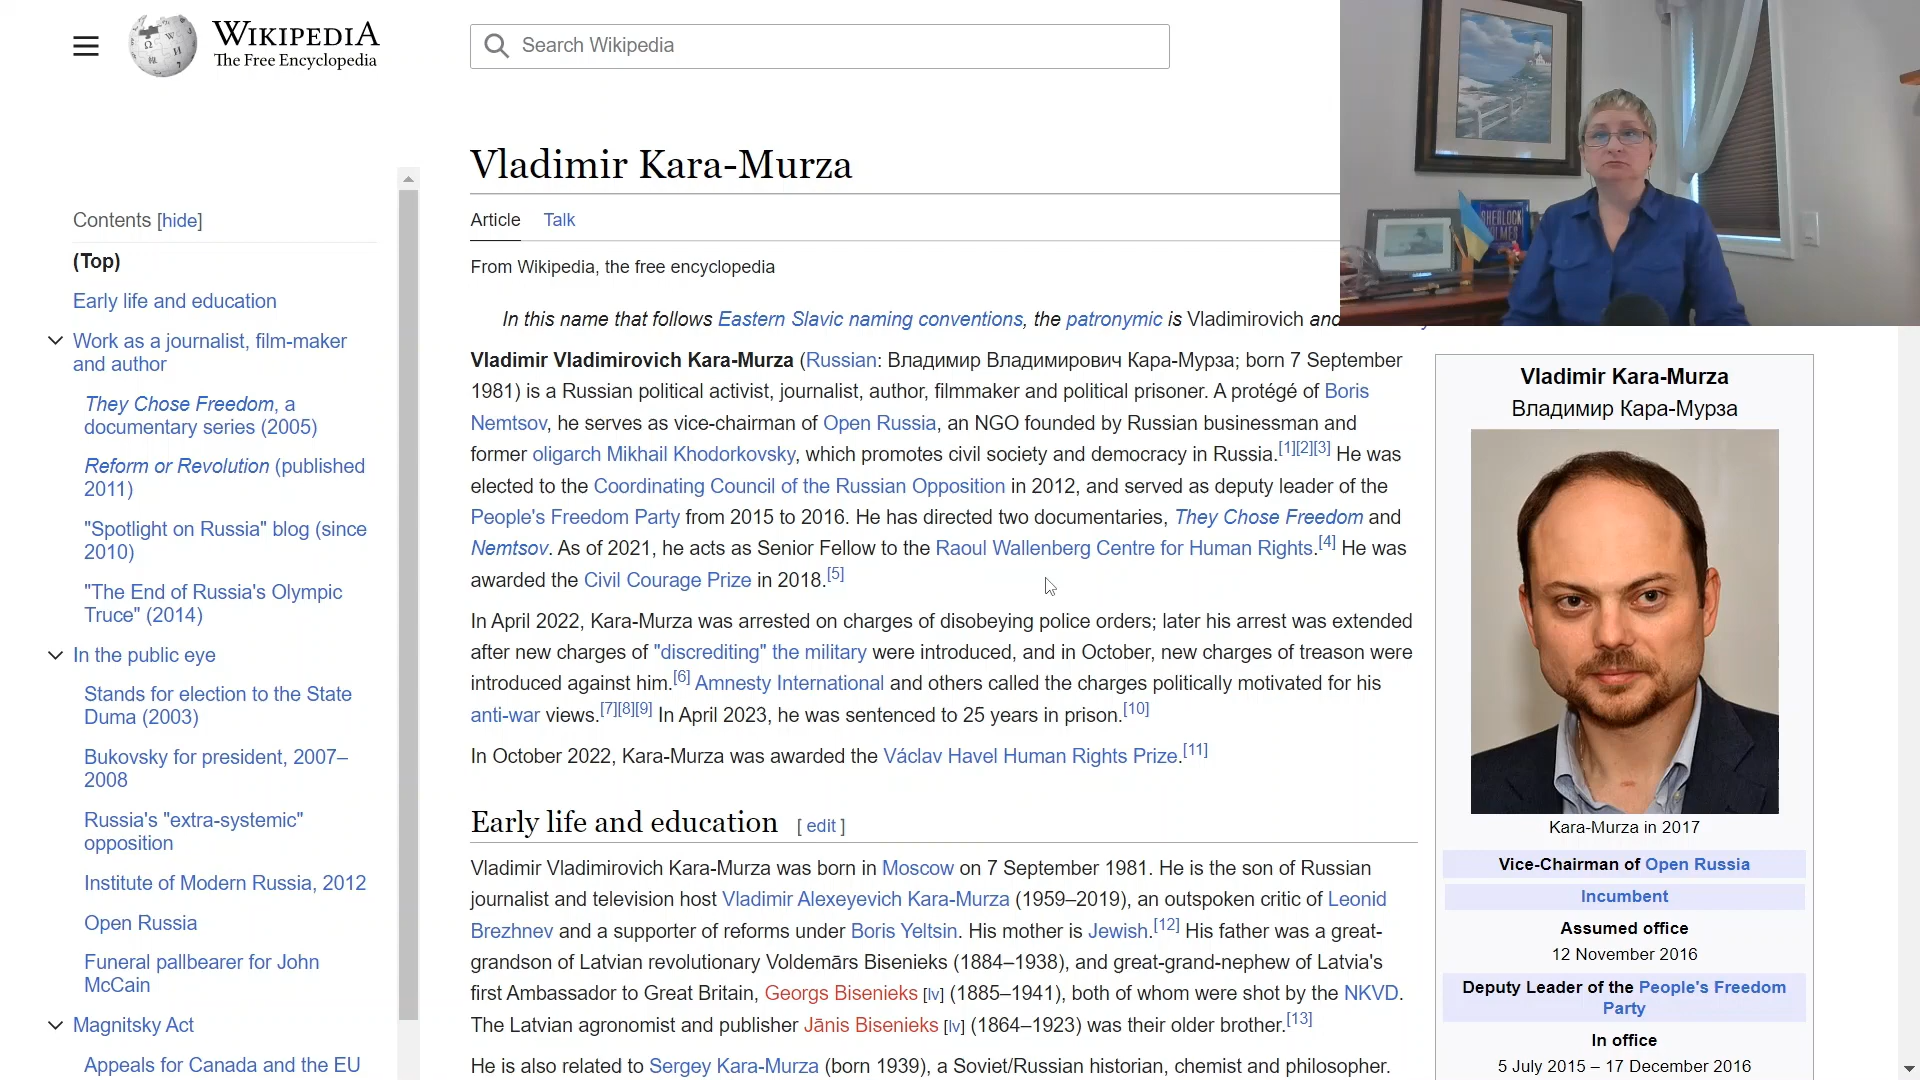 WIKIPEDIA
The Free Encyclopedia
Search Wikipedia
SHERLOCK
HOLMES
Contents [hide]
(Top)
Early life and education
Work as a journalist, film-maker
and author
They Chose Freedom, a
documentary series (2005)
Reform or Revolution (published
2011)
"Spotlight on Russia" blog (since
2010)
"The End of Russia's Olympic
Truce" (2014)
In the public eye
Stands for election to the State
Duma (2003)
Bukovsky for president, 2007–
2008
Russia's "extra-systemic"
opposition
Institute of Modern Russia, 2012
Open Russia
Funeral pallbearer for John
McCain
Magnitsky Act
Appeals for Canada and the EU
Vladimir Kara-Murza
Article Talk
From Wikipedia, the free encyclopedia
In this name that follows Eastern Slavic naming conventions, the patronymic is Vladimirovich and
Vladimir Vladimirovich Kara-Murza (Russian: Владимир Владимирович Кара-Мурза; born 7 September
1981) is a Russian political activist, journalist, author, filmmaker and political prisoner. A protégé of Boris
Nemtsov, he serves as vice-chairman of Open Russia, an NGO founded by Russian businessman and
former oligarch Mikhail Khodorkovsky, which promotes civil society and democracy in Russia.[1][2][3] He was
elected to the Coordinating Council of the Russian Opposition in 2012, and served as deputy leader of the
People's Freedom Party from 2015 to 2016. He has directed two documentaries, They Chose Freedom and
Nemtsov. As of 2021, he acts as Senior Fellow to the Raoul Wallenberg Centre for Human Rights.[4] He was
awarded the Civil Courage Prize in 2018.[5]
In April 2022, Kara-Murza was arrested on charges of disobeying police orders; later his arrest was extended
after new charges of "discrediting" the military were introduced, and in October, new charges of treason were
introduced against him.[6] Amnesty International and others called the charges politically motivated for his
anti-war views.[7][8][9] In April 2023, he was sentenced to 25 years in prison.[10]
In October 2022, Kara-Murza was awarded the Václav Havel Human Rights Prize.[11]
Early life and education [ edit ]
Vladimir Vladimirovich Kara-Murza was born in Moscow on 7 September 1981. He is the son of Russian
journalist and television host Vladimir Alexeyevich Kara-Murza (1959–2019), an outspoken critic of Leonid
Brezhnev and a supporter of reforms under Boris Yeltsin. His mother is Jewish.[12] His father was a great-
grandson of Latvian revolutionary Voldemārs Bisenieks (1884–1938), and great-grand-nephew of Latvia's
first Ambassador to Great Britain, Georgs Bisenieks [lv] (1885–1941), both of whom were shot by the NKVD.
The Latvian agronomist and publisher Jānis Bisenieks [lv] (1864–1923) was their older brother.[13]
He is also related to Sergey Kara-Murza (born 1939), a Soviet/Russian historian, chemist and philosopher.
Vladimir Kara-Murza
Владимир Кара-Мурза
Kara-Murza in 2017
Vice-Chairman of Open Russia
Incumbent
Assumed office
12 November 2016
Deputy Leader of the People's Freedom
Party
In office
5 July 2015 – 17 December 2016